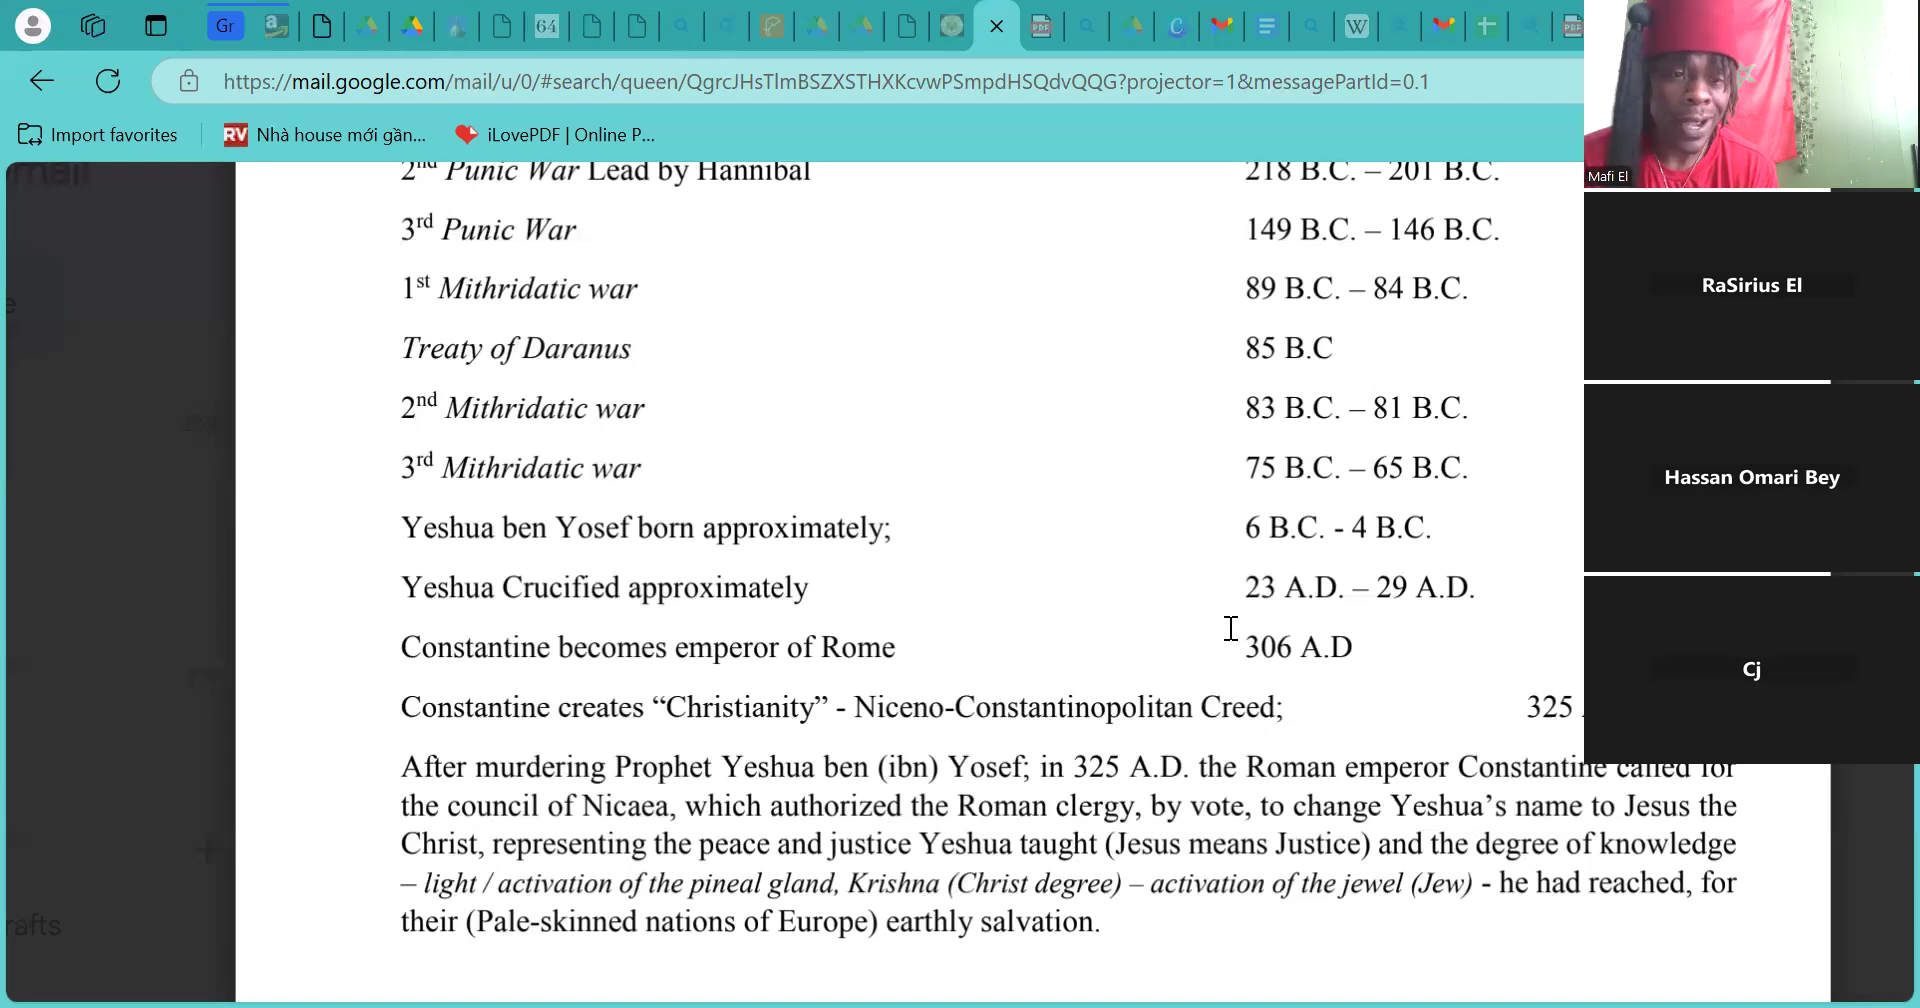 Gr
64
https://mail.google.com/mail/u/0/#search/queen/QgrcJHsTlmBSZXSTHXKcvwPSmpdHSQdvQQG?projector=1&messagePartId=0.1
Import favorites
Nhà house mới gần...
iLovePDF | Online P...
2nd Punic War Lead by Hannibal 218 B.C. – 201 B.C.
3rd Punic War 149 B.C. – 146 B.C.
1st Mithridatic war 89 B.C. – 84 B.C.
Treaty of Daranus 85 B.C
2nd Mithridatic war 83 B.C. – 81 B.C.
3rd Mithridatic war 75 B.C. – 65 B.C.
Yeshua ben Yosef born approximately; 6 B.C. - 4 B.C.
Yeshua Crucified approximately 23 A.D. – 29 A.D.
Constantine becomes emperor of Rome 306 A.D
Constantine creates “Christianity” - Niceno-Constantinopolitan Creed; 325
After murdering Prophet Yeshua ben (ibn) Yosef; in 325 A.D. the Roman emperor Constantine called for
the council of Nicaea, which authorized the Roman clergy, by vote, to change Yeshua’s name to Jesus the
Christ, representing the peace and justice Yeshua taught (Jesus means Justice) and the degree of knowledge
– light / activation of the pineal gland, Krishna (Christ degree) – activation of the jewel (Jew) - he had reached, for
their (Pale-skinned nations of Europe) earthly salvation.
Mafi El
RaSirius El
Hassan Omari Bey
Cj